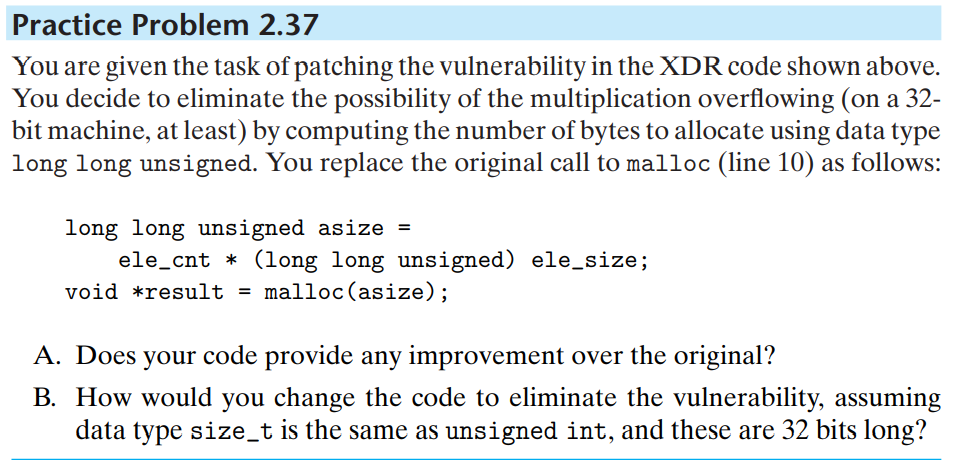 Practice Problem 2.37
You are given the task of patching the vulnerability in the XDR code shown above.
You decide to eliminate the possibility of the multiplication overflowing (on a 32-
bit machine, at least) by computing the number of bytes to allocate using data type
long long unsigned. You replace the original call to malloc (line 10) as follows:
long long unsigned asize =
ele_cnt * (long long unsigned) ele_size;
void *result = malloc(asize);
A. Does your code provide any improvement over the original?
B. How would you change the code to eliminate the vulnerability, assuming
data type size_t is the same as unsigned int, and these are 32 bits long?